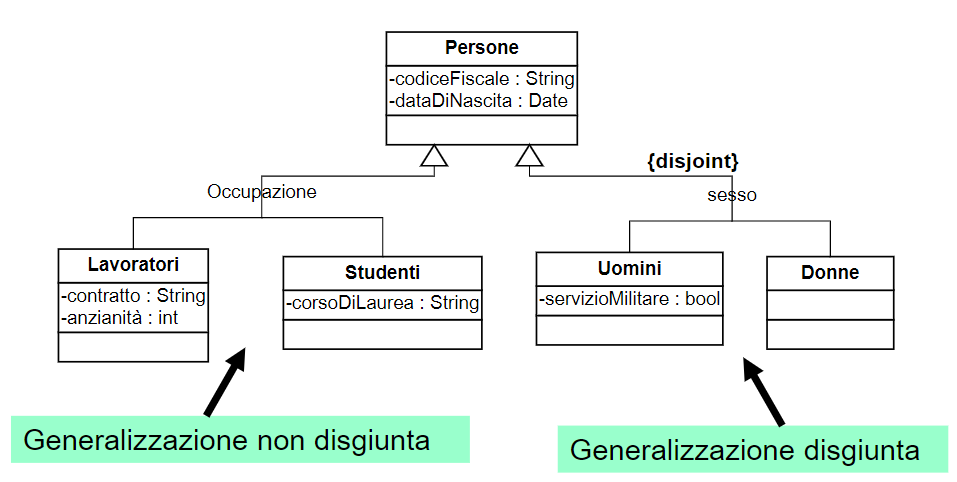 Persone
-codiceFiscale : String
-dataDiNascita : Date
{disjoint}
Occupazione
sesso
Lavoratori
-contratto : String
-anzianità : int
Studenti
-corsoDiLaurea : String
Uomini
-servizioMilitare : bool
Donne
Generalizzazione non disgiunta
Generalizzazione disgiunta